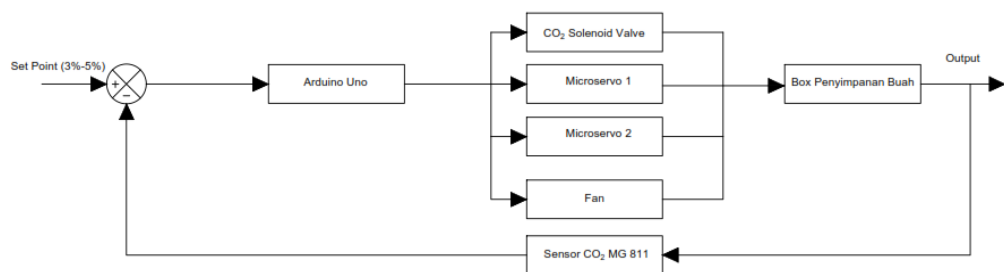 Set Point (3%-5%)
+
−
Arduino Uno
CO₂ Solenoid Valve
Microservo 1
Microservo 2
Fan
Box Penyimpanan Buah
Output
Sensor CO₂ MG 811